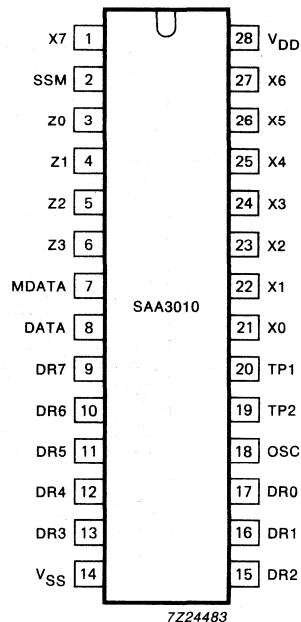 X7 1 28 VDD
SSM 2 27 X6
Z0 3 26 X5
Z1 4 25 X4
Z2 5 24 X3
Z3 6 23 X2
MDATA 7 22 X1
SAA3010
DATA 8 21 X0
DR7 9 20 TP1
DR6 10 19 TP2
DR5 11 18 OSC
DR4 12 17 DR0
DR3 13 16 DR1
VSS 14 15 DR2
7Z24483